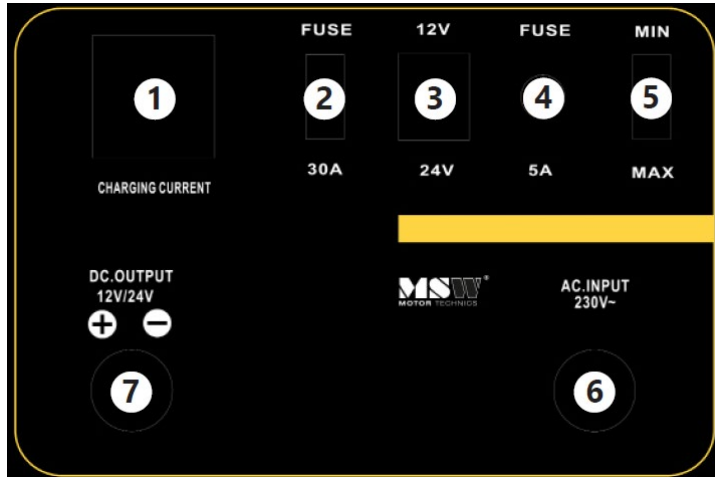 FUSE 12V FUSE MIN
1 2 3 4 5
30A 24V 5A MAX
CHARGING CURRENT
DC.OUTPUT
12V/24V
+ −
MSW®
MOTOR TECHNICS
AC.INPUT
230V~
7 6